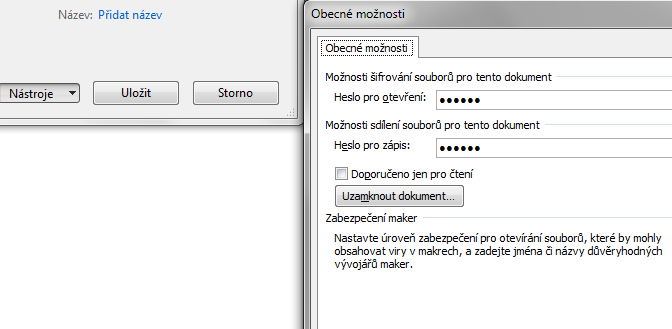 Název: Přidat název
Nástroje
Uložit
Storno
Obecné možnosti
Obecné možnosti
Možnosti šifrování souborů pro tento dokument
Heslo pro otevření:
••••••
Možnosti sdílení souborů pro tento dokument
Heslo pro zápis:
••••••
Doporučeno jen pro čtení
Uzamknout dokument...
Zabezpečení maker
Nastavte úroveň zabezpečení pro otevírání souborů, které by mohly
obsahovat viry v makrech, a zadejte jména či názvy důvěryhodných
vývojářů maker.